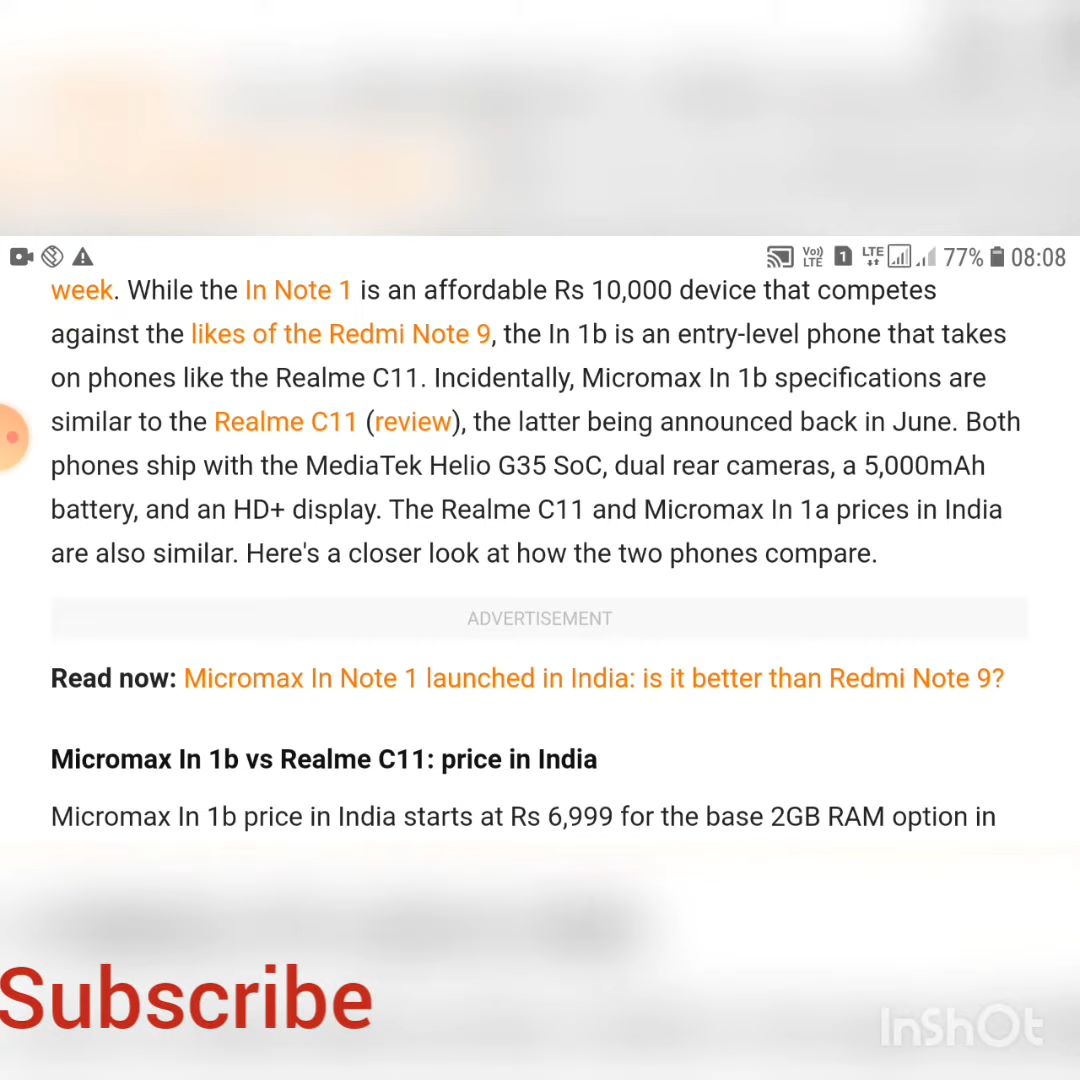 Vo))
LTE
1
LTE
77%
08:08
week. While the In Note 1 is an affordable Rs 10,000 device that competes
against the likes of the Redmi Note 9, the In 1b is an entry-level phone that takes
on phones like the Realme C11. Incidentally, Micromax In 1b specifications are
similar to the Realme C11 (review), the latter being announced back in June. Both
phones ship with the MediaTek Helio G35 SoC, dual rear cameras, a 5,000mAh
battery, and an HD+ display. The Realme C11 and Micromax In 1a prices in India
are also similar. Here's a closer look at how the two phones compare.
ADVERTISEMENT
Read now: Micromax In Note 1 launched in India: is it better than Redmi Note 9?
Micromax In 1b vs Realme C11: price in India
Micromax In 1b price in India starts at Rs 6,999 for the base 2GB RAM option in
Subscribe
InShOt